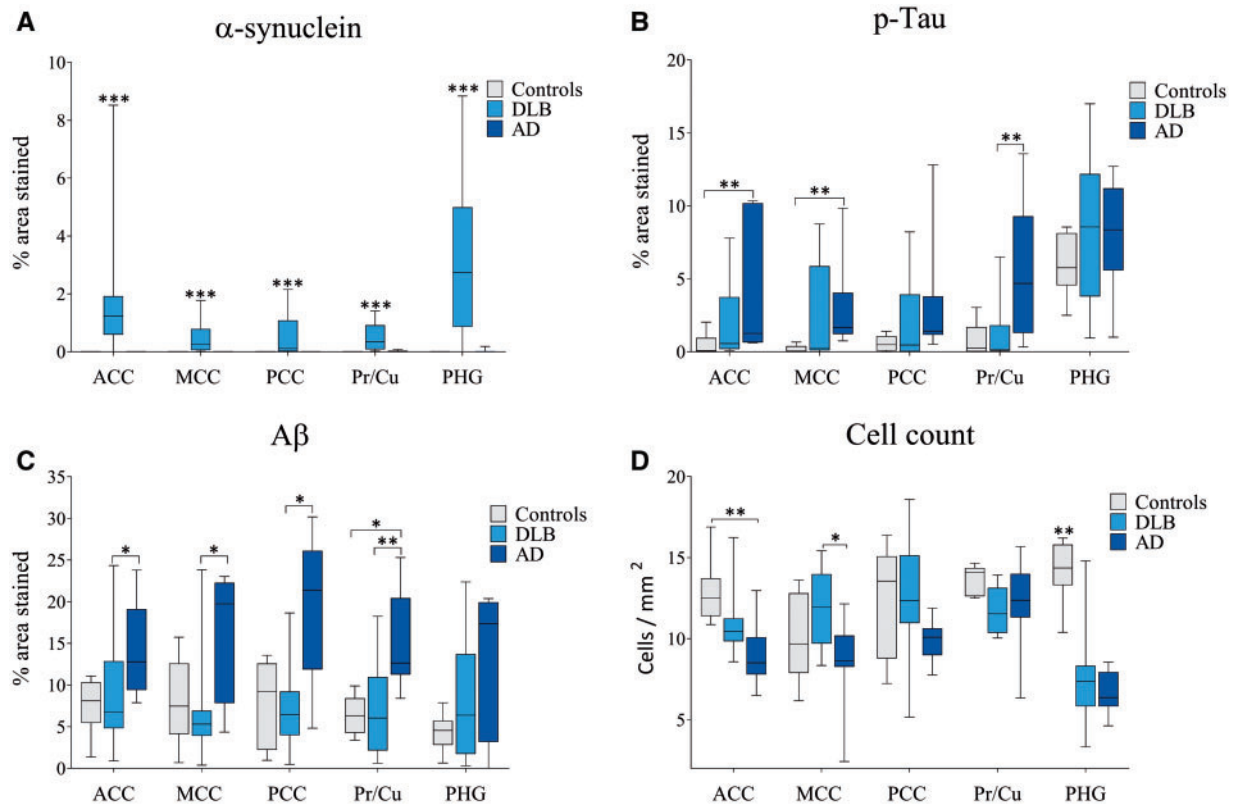 A
α-synuclein
% area stained
10
8
6
4
2
0
***
***
***
***
***
Controls
DLB
AD
ACC MCC PCC Pr/Cu PHG
B
p-Tau
% area stained
20
15
10
5
0
**
**
**
Controls
DLB
AD
ACC MCC PCC Pr/Cu PHG
C
Aβ
% area stained
35
30
25
20
15
10
5
0
*
*
*
*
**
Controls
DLB
AD
ACC MCC PCC Pr/Cu PHG
D
Cell count
Cells / mm²
20
15
10
5
**
*
**
Controls
DLB
AD
ACC MCC PCC Pr/Cu PHG